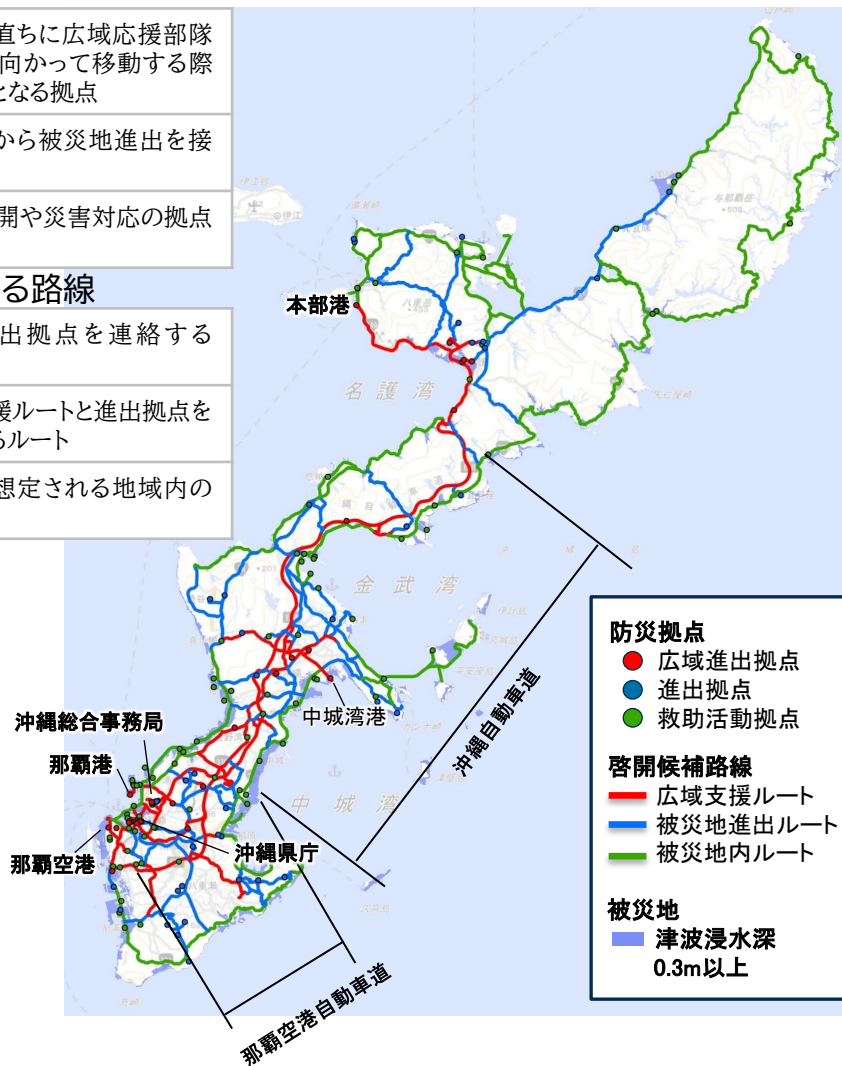 直ちに広域応援部隊
向かって移動する際
となる拠点
から被災地進出を接
開や災害対応の拠点
る路線
出拠点を連絡する
援ルートと進出拠点を
るルート
想定される地域内の
本部港
名護湾
金武湾
沖縄自動車道
中城湾港
沖縄総合事務局
那覇港
中城湾
沖縄県庁
那覇空港
那覇空港自動車道
防災拠点
広域進出拠点
進出拠点
救助活動拠点
啓開候補路線
広域支援ルート
被災地進出ルート
被災地内ルート
被災地
津波浸水深
0.3m以上